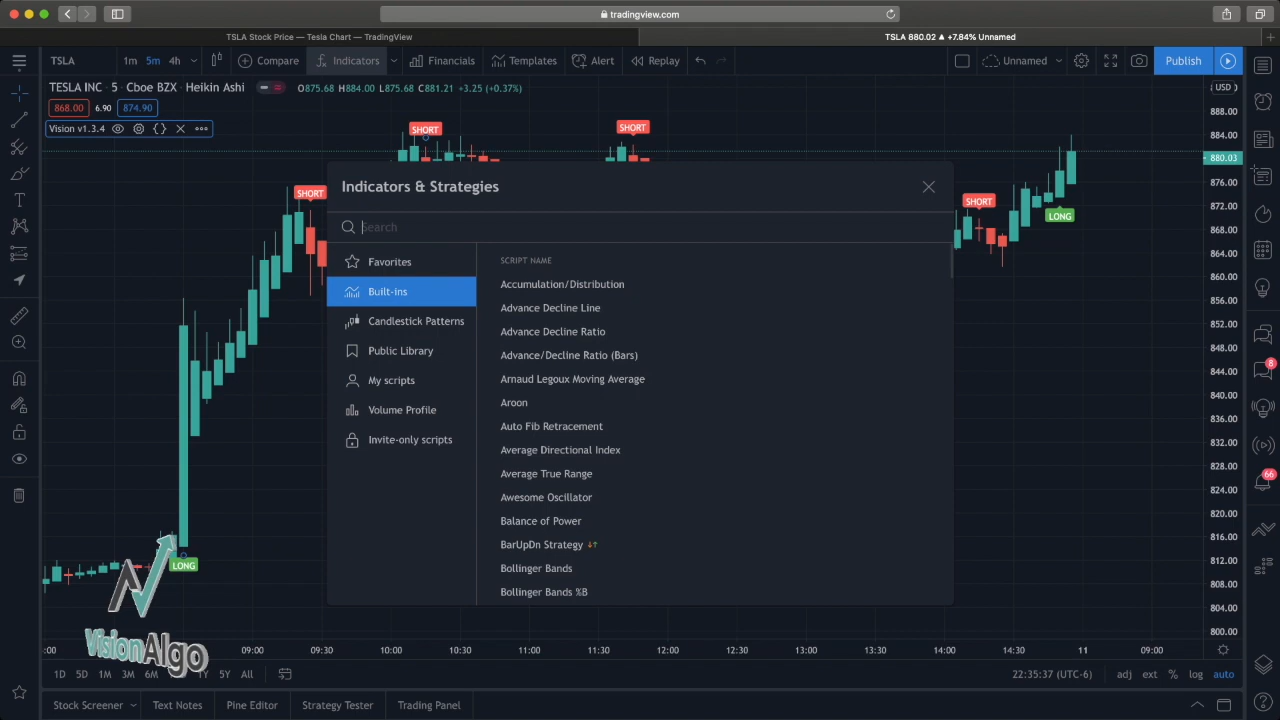 tradingview.com
TSLA Stock Price — Tesla Chart — TradingView
TSLA 880.02 ▲ +7.84% Unnamed
TSLA
1m 5m 4h
Compare
Indicators
Financials
Templates
Alert
Replay
Unnamed
Publish
TESLA INC • 5 • Cboe BZX • Heikin Ashi
O875.68 H884.00 L875.68 C881.21 +3.25 (+0.37%)
USD
868.00 6.90 874.90
Vision v1.3.4
SHORT
SHORT
SHORT
SHORT
LONG
LONG
Indicators & Strategies
Search
Favorites
Built-ins
Candlestick Patterns
Public Library
My scripts
Volume Profile
Invite-only scripts
SCRIPT NAME
Accumulation/Distribution
Advance Decline Line
Advance Decline Ratio
Advance/Decline Ratio (Bars)
Arnaud Legoux Moving Average
Aroon
Auto Fib Retracement
Average Directional Index
Average True Range
Awesome Oscillator
Balance of Power
BarUpDn Strategy
Bollinger Bands
Bollinger Bands %B
888.00
884.00
880.03
876.00
872.00
868.00
864.00
860.00
856.00
852.00
848.00
844.00
840.00
836.00
832.00
828.00
824.00
820.00
816.00
812.00
808.00
804.00
800.00
8
66
VisionAlgo
:00 09:00 09:30 10:00 10:30 11:00 11:30 12:00 12:30 13:00 13:30 14:00 14:30 11 09:00
1D 5D 1M 3M 6M 1Y 5Y All
22:35:37 (UTC-6)
adj ext % log auto
Stock Screener
Text Notes
Pine Editor
Strategy Tester
Trading Panel